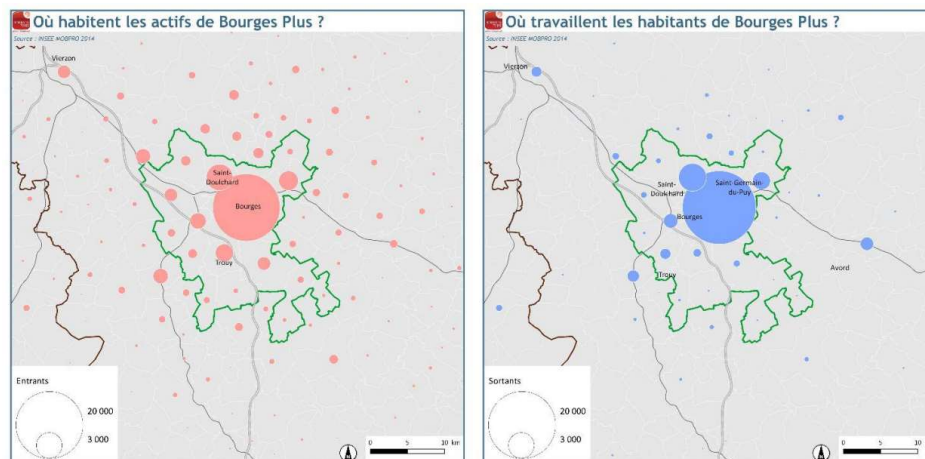 Où habitent les actifs de Bourges Plus ?
Source : INSEE MOBPRO 2014
Vierzon
Saint-
Doulchard
Bourges
Trouy
Entrants
20 000
3 000
0 5 10 km
Où travaillent les habitants de Bourges Plus ?
Source : INSEE MOBPRO 2014
Vierzon
Saint-
Doulchard
Saint-Germain
-du-Puy
Bourges
Trouy
Avord
Sortants
20 000
3 000
0 5 10 km